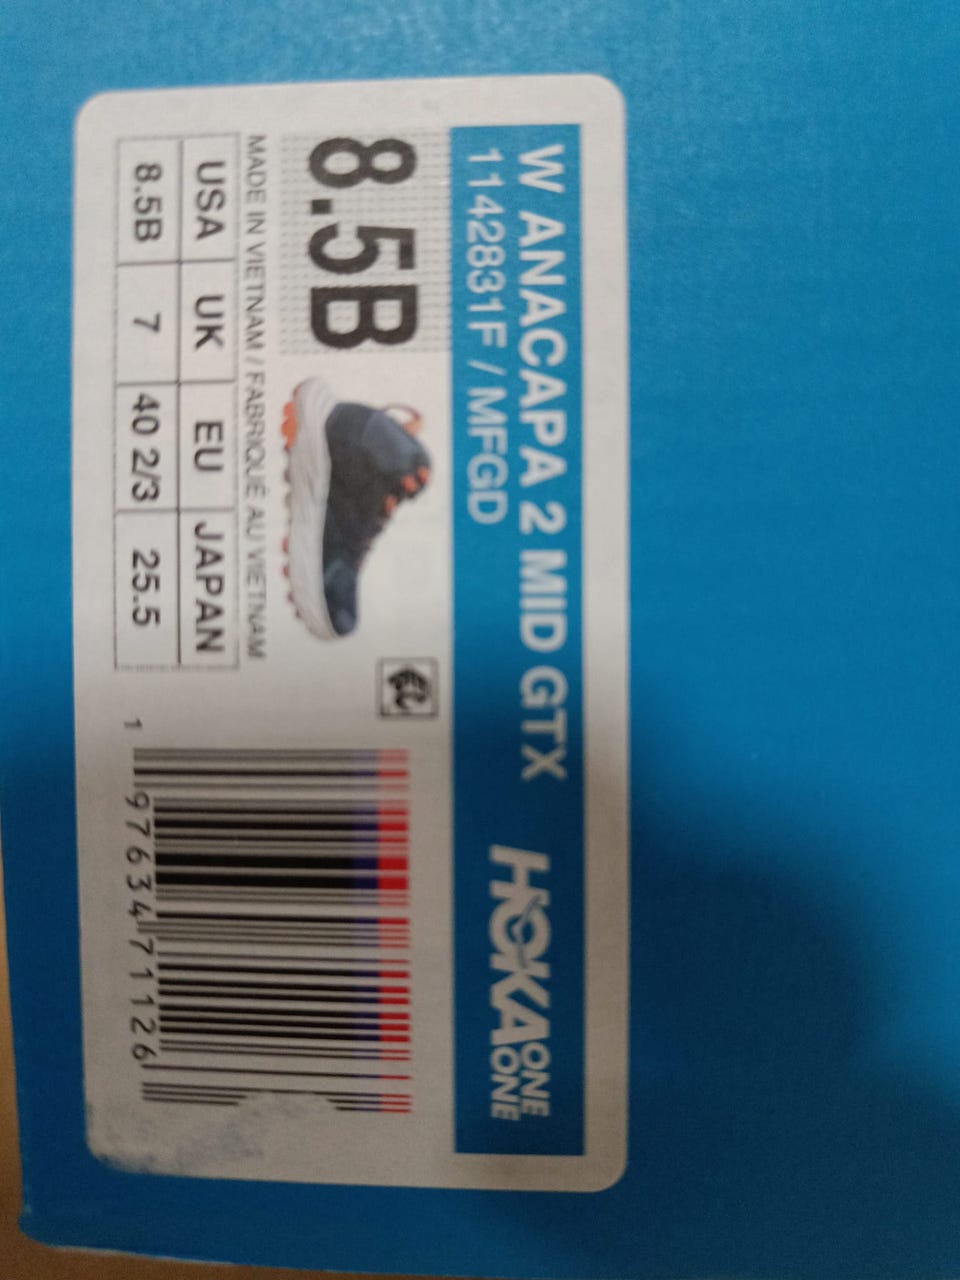 W ANACAPA 2 MID GTX
1142831F / MFGD
HOKA ONE ONE
8.5B
MADE IN VIETNAM / FABRIQUÉ AU VIETNAM
USA UK EU JAPAN
8.5B 7 40 2/3 25.5
1 97634 71126